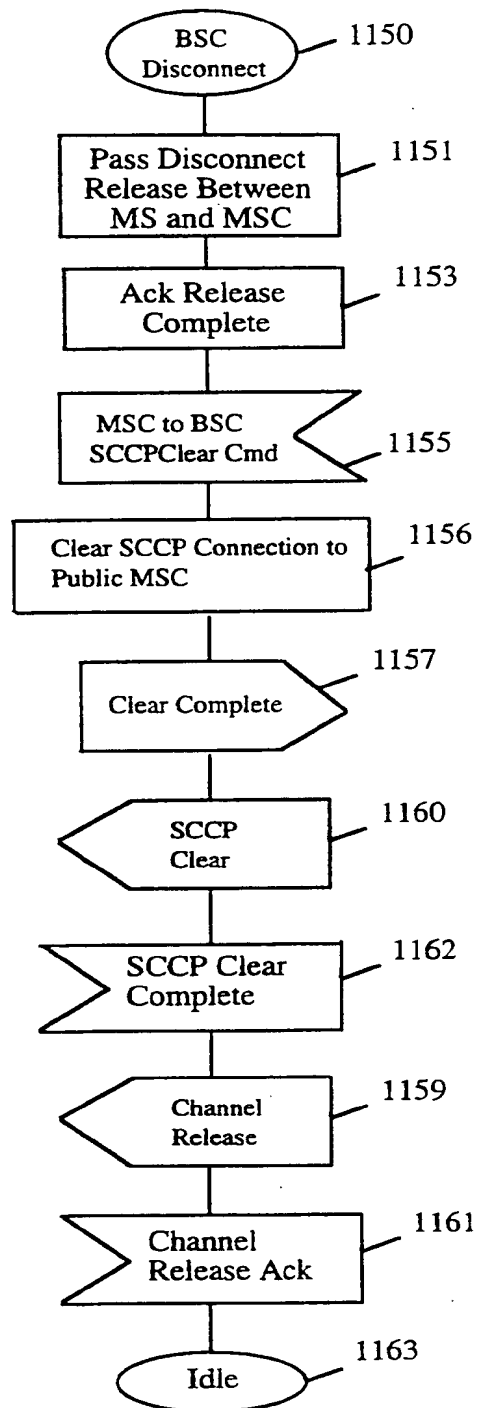 BSC
Disconnect
1150
Pass Disconnect
Release Between
MS and MSC
1151
Ack Release
Complete
1153
MSC to BSC
SCCPClear Cmd
1155
Clear SCCP Connection to
Public MSC
1156
Clear Complete
1157
SCCP
Clear
1160
SCCP Clear
Complete
1162
Channel
Release
1159
Channel
Release Ack
1161
Idle
1163